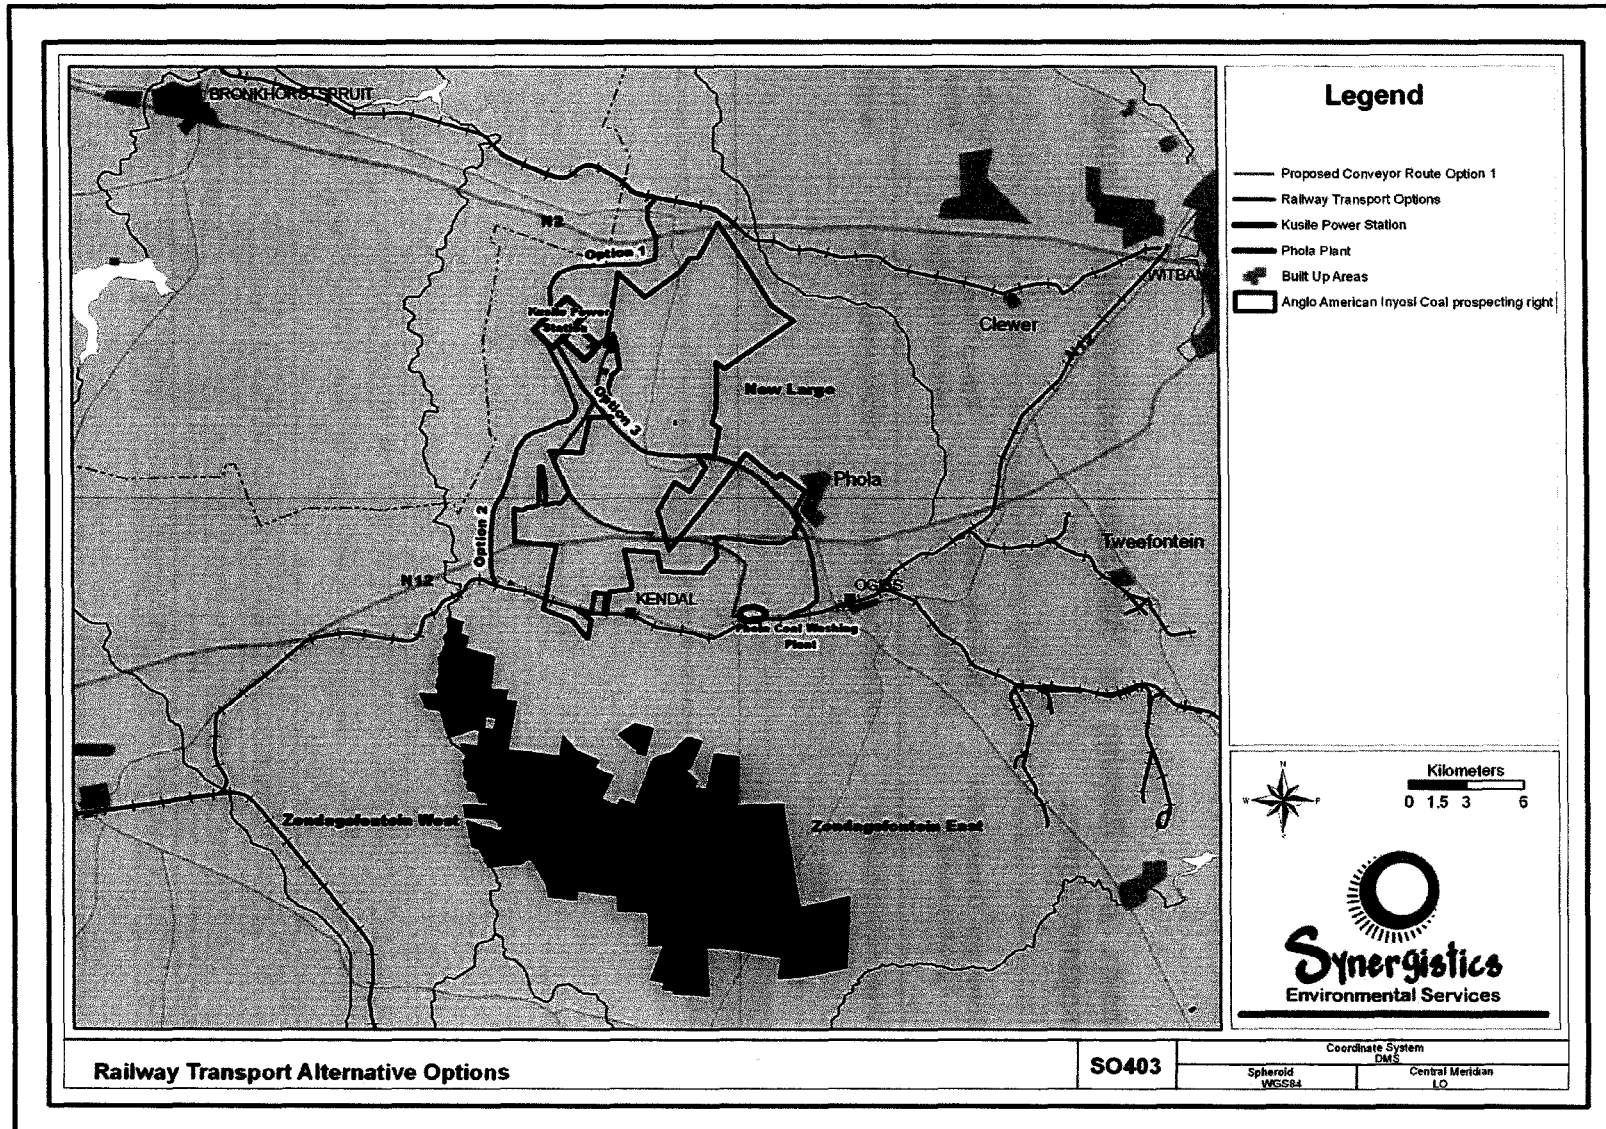 BRONKHORSTSPRUIT
N2
Option 1
Kusile Power
Station
Clewer
N12
New Largo
Option 3
Phola
Option 2
Tweefontein
N12
KENDAL
OGIES
Phola Coal Washing
Plant
Zondagsfontein West
Zondagsfontein East
Legend
Proposed Conveyor Route Option 1
Railway Transport Options
Kusile Power Station
Phola Plant
Built Up Areas
Anglo American Inyosi Coal prospecting right
N
W
Kilometers
0 1.5 3 6
Synergistics
Environmental Services
Railway Transport Alternative Options
SO403
Coordinate System
DMS
Spheroid
WGS84
Central Meridian
LO